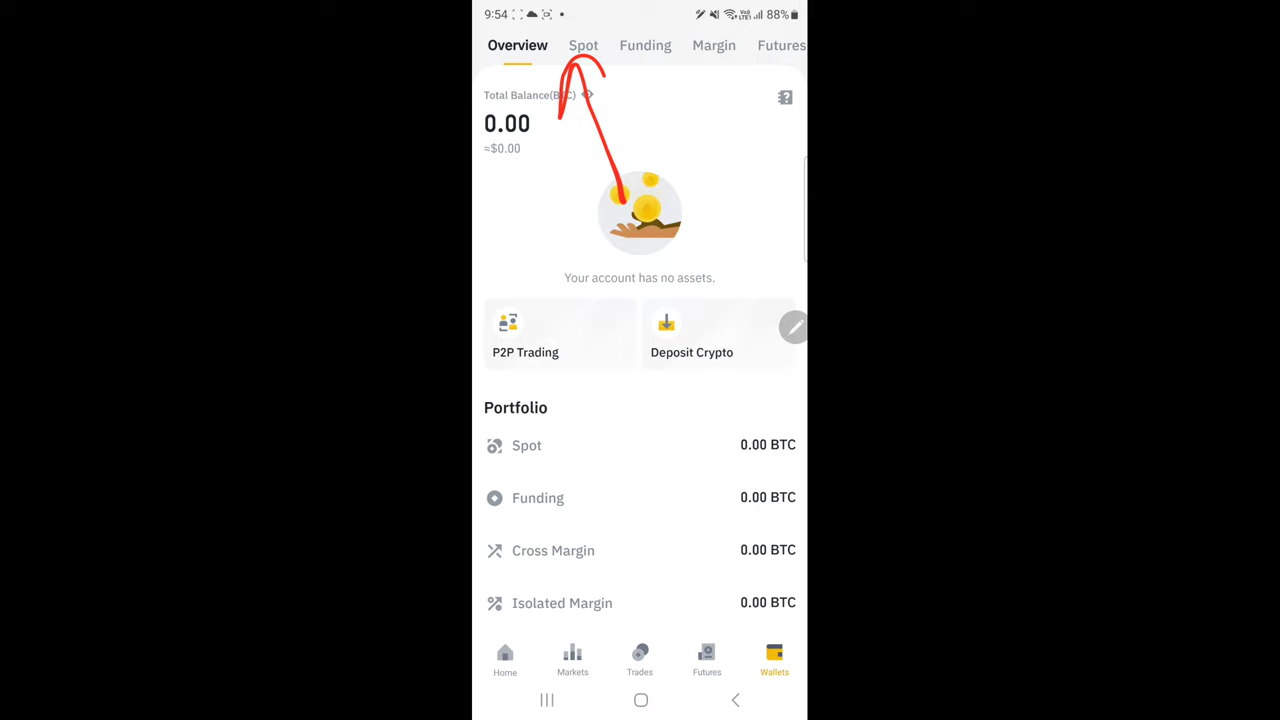 9:54 VoD LTE1 88%
Overview Spot Funding Margin Futures
Total Balance(BTC)
0.00
≈$0.00
Your account has no assets.
P2P Trading Deposit Crypto
Portfolio
Spot 0.00 BTC
Funding 0.00 BTC
Cross Margin 0.00 BTC
Isolated Margin 0.00 BTC
Home Markets Trades Futures Wallets